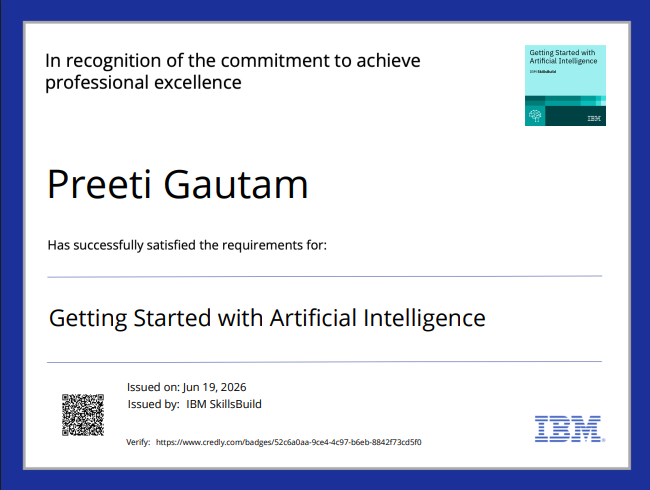 In recognition of the commitment to achieve
professional excellence
Getting Started with
Artificial Intelligence
IBM SkillsBuild
IBM
Preeti Gautam
Has successfully satisfied the requirements for:
Getting Started with Artificial Intelligence
Issued on: Jun 19, 2026
Issued by: IBM SkillsBuild
Verify: https://www.credly.com/badges/52c6a0aa-9ce4-4c97-b6eb-8842f73cd5f0
IBM®